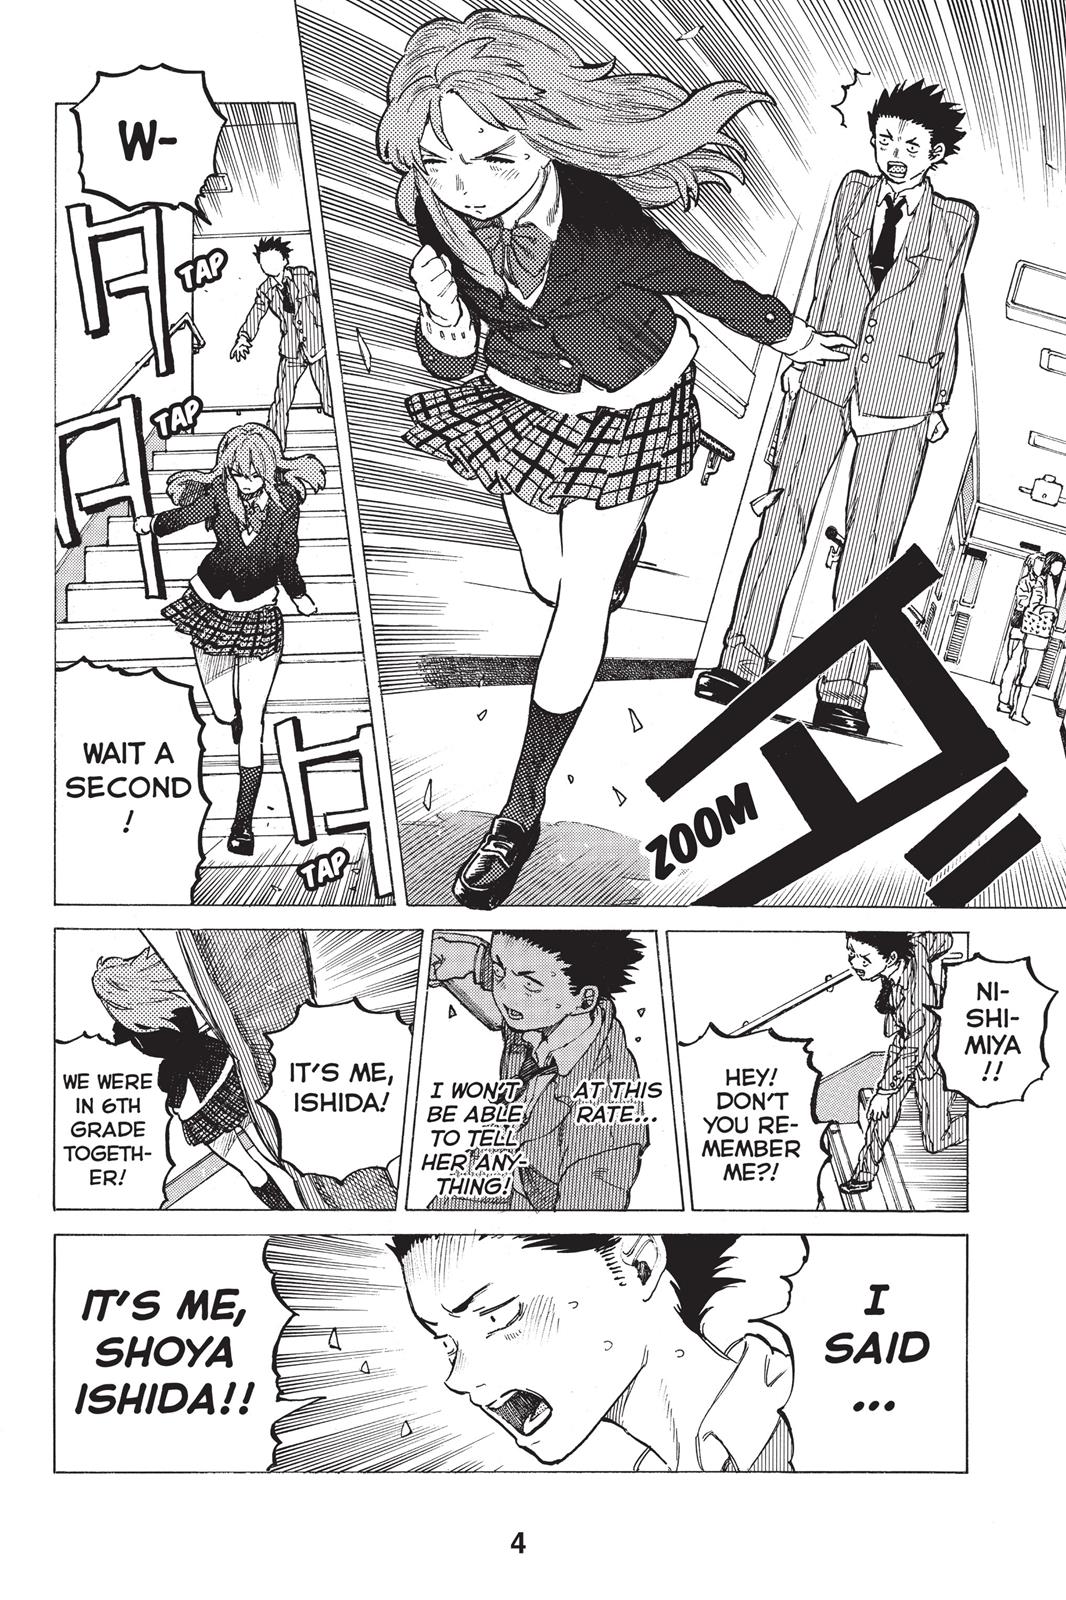 ZOOM
W-
TAP
TAP
WAIT A
SECOND
!
TAP
NI-
SHI-
MIYA
!!
HEY!
DON'T
YOU RE-
MEMBER
ME?!
AT THIS
RATE...
I WON'T
BE ABLE
TO TELL
HER ANY-
THING!
IT'S ME,
ISHIDA!
WE WERE
IN 6TH
GRADE
TOGETH-
ER!
I
SAID
...
IT'S ME,
SHOYA
ISHIDA!!
4